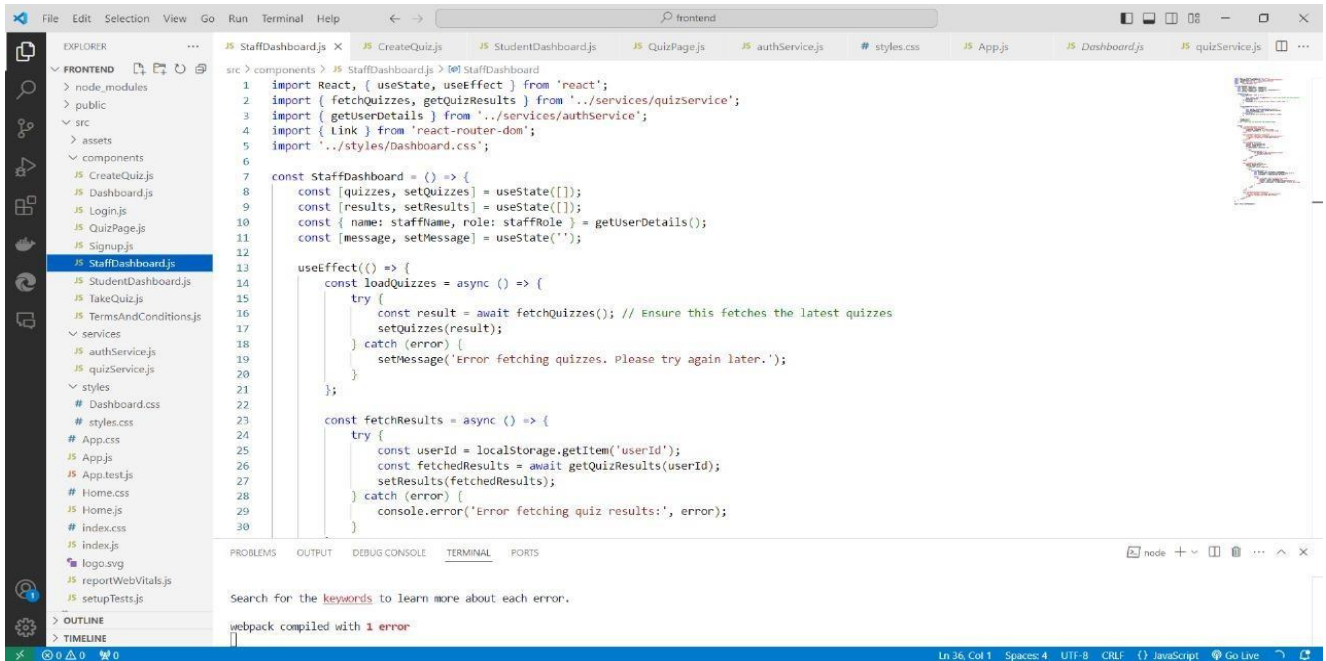 File Edit Selection View Go Run Terminal Help
frontend
EXPLORER
FRONTEND
node_modules
public
src
assets
components
JS CreateQuiz.js
JS Dashboard.js
JS Login.js
JS QuizPage.js
JS Signup.js
JS StaffDashboard.js
JS StudentDashboard.js
JS TakeQuiz.js
JS TermsAndConditions.js
services
JS authService.js
JS quizService.js
styles
# Dashboard.css
# styles.css
# App.css
JS App.js
JS App.test.js
# Home.css
JS Home.js
# index.css
JS index.js
logo.svg
JS reportWebVitals.js
JS setupTests.js
OUTLINE
TIMELINE
JS StaffDashboard.js JS CreateQuiz.js JS StudentDashboard.js JS QuizPage.js JS authService.js # styles.css JS App.js JS Dashboard.js JS quizService.js
src > components > JS StaffDashboard.js > StaffDashboard
1 import React, { useState, useEffect } from 'react';
2 import { fetchQuizzes, getQuizResults } from '../services/quizService';
3 import { getUserDetails } from '../services/authService';
4 import { Link } from 'react-router-dom';
5 import '../styles/Dashboard.css';
6
7 const StaffDashboard = () => {
8 const [quizzes, setQuizzes] = useState([]);
9 const [results, setResults] = useState([]);
10 const { name: staffName, role: staffRole } = getUserDetails();
11 const [message, setMessage] = useState('');
12
13 useEffect(() => {
14 const loadQuizzes = async () => {
15 try {
16 const result = await fetchQuizzes(); // Ensure this fetches the latest quizzes
17 setQuizzes(result);
18 } catch (error) {
19 setMessage('Error fetching quizzes. Please try again later.');
20 }
21 };
22
23 const fetchResults = async () => {
24 try {
25 const userId = localStorage.getItem('userId');
26 const fetchedResults = await getQuizResults(userId);
27 setResults(fetchedResults);
28 } catch (error) {
29 console.error('Error fetching quiz results:', error);
30 }
PROBLEMS OUTPUT DEBUG CONSOLE TERMINAL PORTS
node
Search for the keywords to learn more about each error.
webpack compiled with 1 error
0 0 0
Ln 36, Col 1 Spaces: 4 UTF-8 CRLF {} JavaScript Go Live